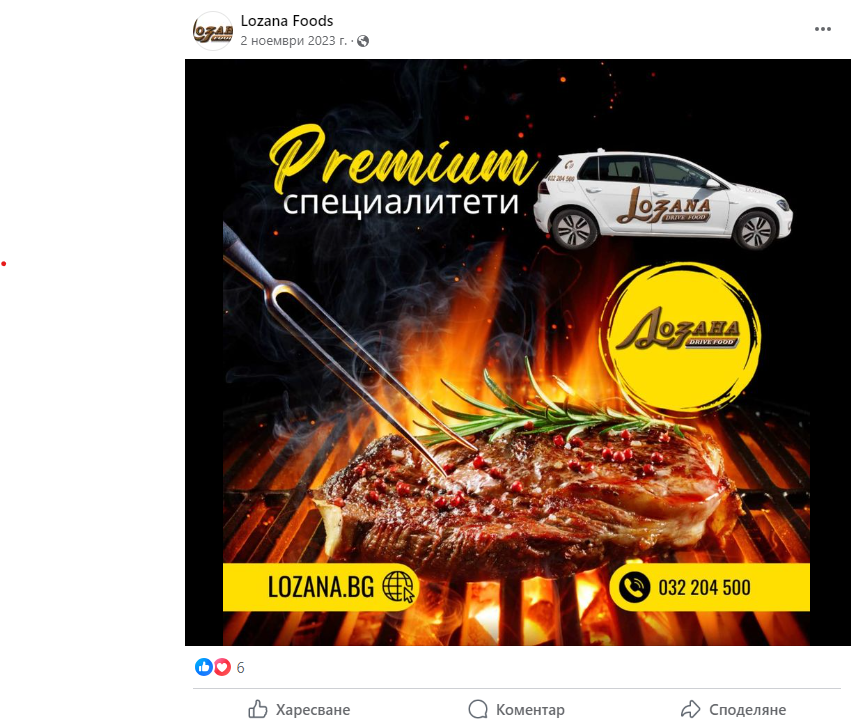 Lozana Foods
2 ноември 2023 г. ·
Premium
специалитети
032 204 500
LOZANA
DRIVE FOOD
Лозана
DRIVE FOOD
LOZANA.BG
032 204 500
6
Харесване
Коментар
Споделяне